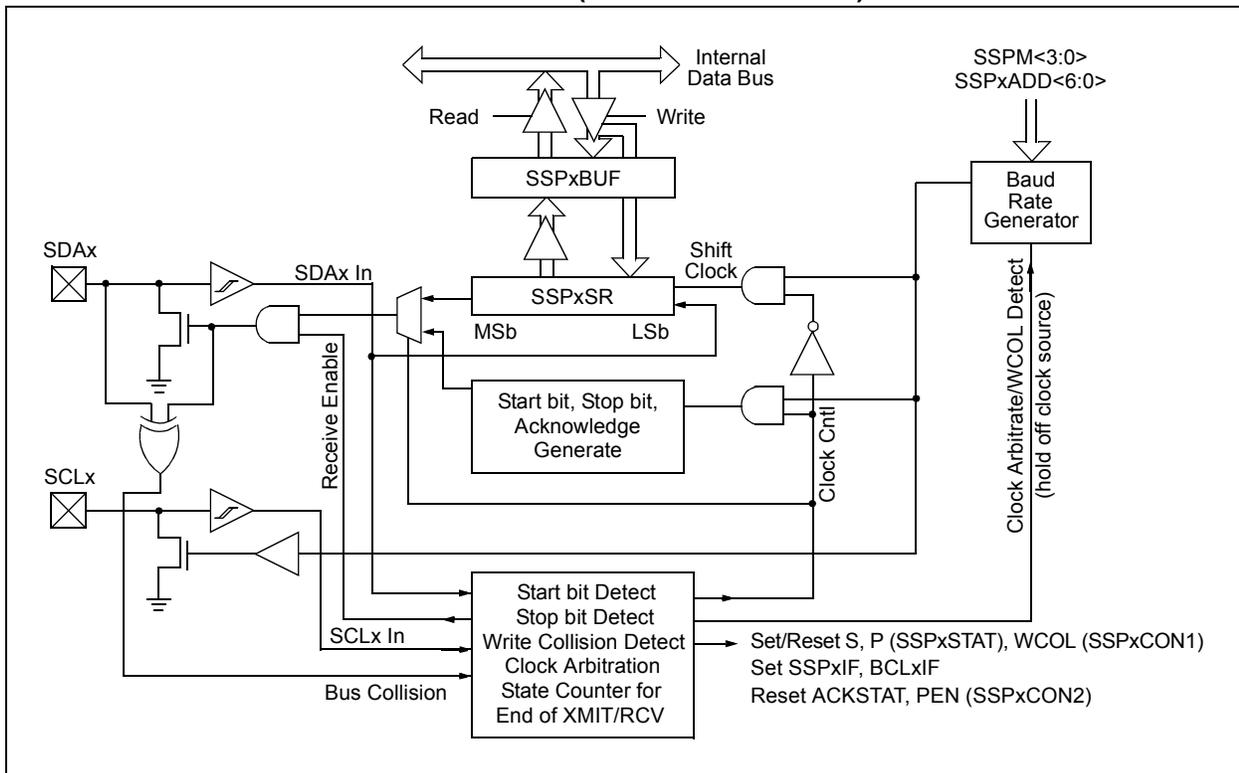 Internal
Data Bus
SSPM<3:0>
SSPxADD<6:0>
Read
Write
SSPxBUF
Baud
Rate
Generator
SDAx
SDAx In
Shift
Clock
SSPxSR
MSb
LSb
Receive Enable
Start bit, Stop bit,
Acknowledge
Generate
Clock Cntl
Clock Arbitrate/WCOL Detect
(hold off clock source)
SCLx
SCLx In
Bus Collision
Start bit Detect
Stop bit Detect
Write Collision Detect
Clock Arbitration
State Counter for
End of XMIT/RCV
Set/Reset S, P (SSPxSTAT), WCOL (SSPxCON1)
Set SSPxIF, BCLxIF
Reset ACKSTAT, PEN (SSPxCON2)